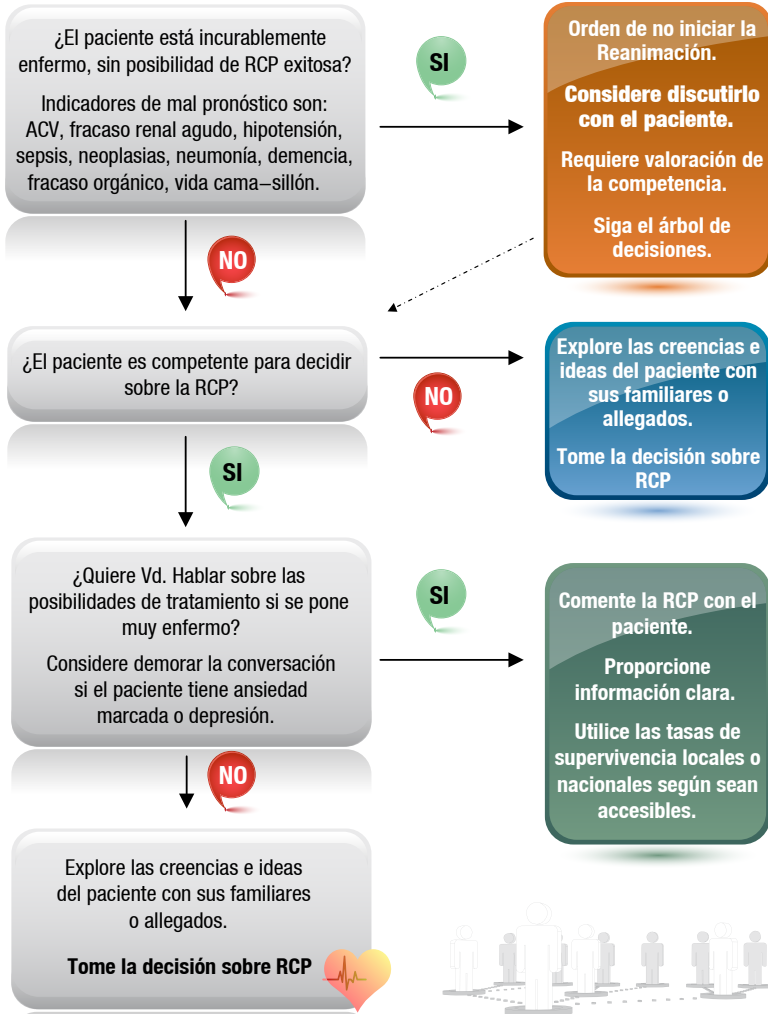 ¿El paciente está incurablemente
enfermo, sin posibilidad de RCP exitosa?
Indicadores de mal pronóstico son:
ACV, fracaso renal agudo, hipotensión,
sepsis, neoplasias, neumonía, demencia,
fracaso orgánico, vida cama–sillón.
SI
Orden de no iniciar la
Reanimación.
Considere discutirlo
con el paciente.
Requiere valoración de
la competencia.
Siga el árbol de
decisiones.
NO
¿El paciente es competente para decidir
sobre la RCP?
NO
Explore las creencias e
ideas del paciente con
sus familiares o
allegados.
Tome la decisión sobre
RCP
SI
¿Quiere Vd. Hablar sobre las
posibilidades de tratamiento si se pone
muy enfermo?
Considere demorar la conversación
si el paciente tiene ansiedad
marcada o depresión.
SI
Comente la RCP con el
paciente.
Proporcione
información clara.
Utilice las tasas de
supervivencia locales o
nacionales según sean
accesibles.
NO
Explore las creencias e ideas
del paciente con sus familiares
o allegados.
Tome la decisión sobre RCP